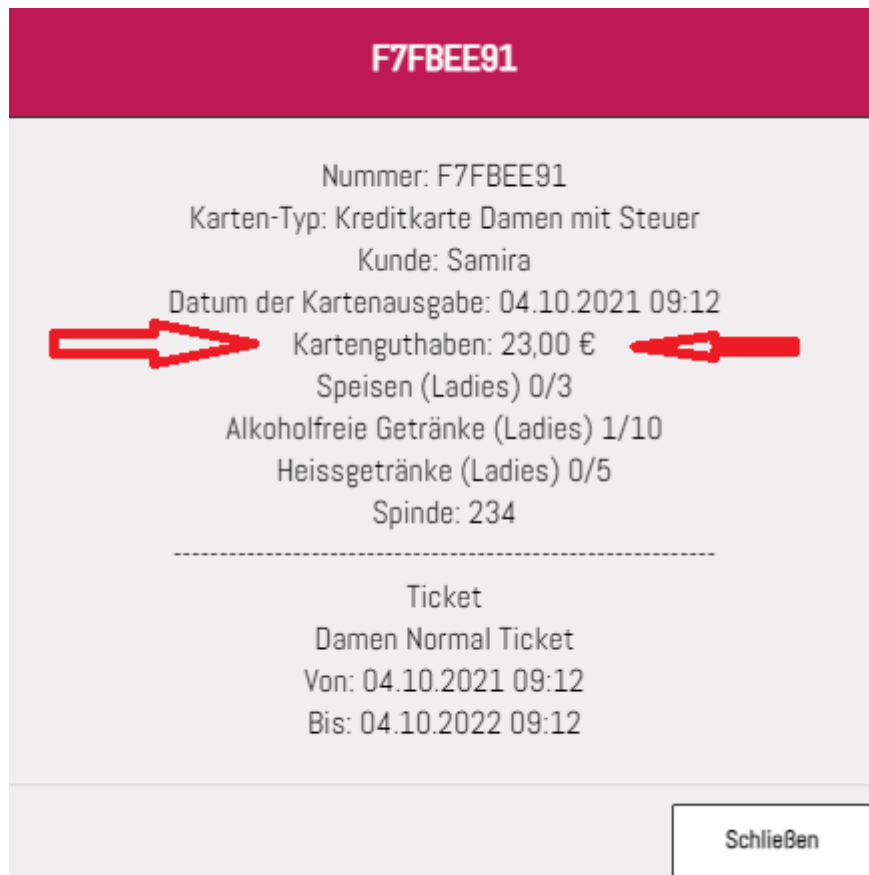 F7FBEE91
Nummer: F7FBEE91
Karten-Typ: Kreditkarte Damen mit Steuer
Kunde: Samira
Datum der Kartenausgabe: 04.10.2021 09:12
Kartenguthaben: 23,00 €
Speisen (Ladies) 0/3
Alkoholfreie Getränke (Ladies) 1/10
Heissgetränke (Ladies) 0/5
Spinde: 234
----------------------------------------------------------
Ticket
Damen Normal Ticket
Von: 04.10.2021 09:12
Bis: 04.10.2022 09:12
Schließen